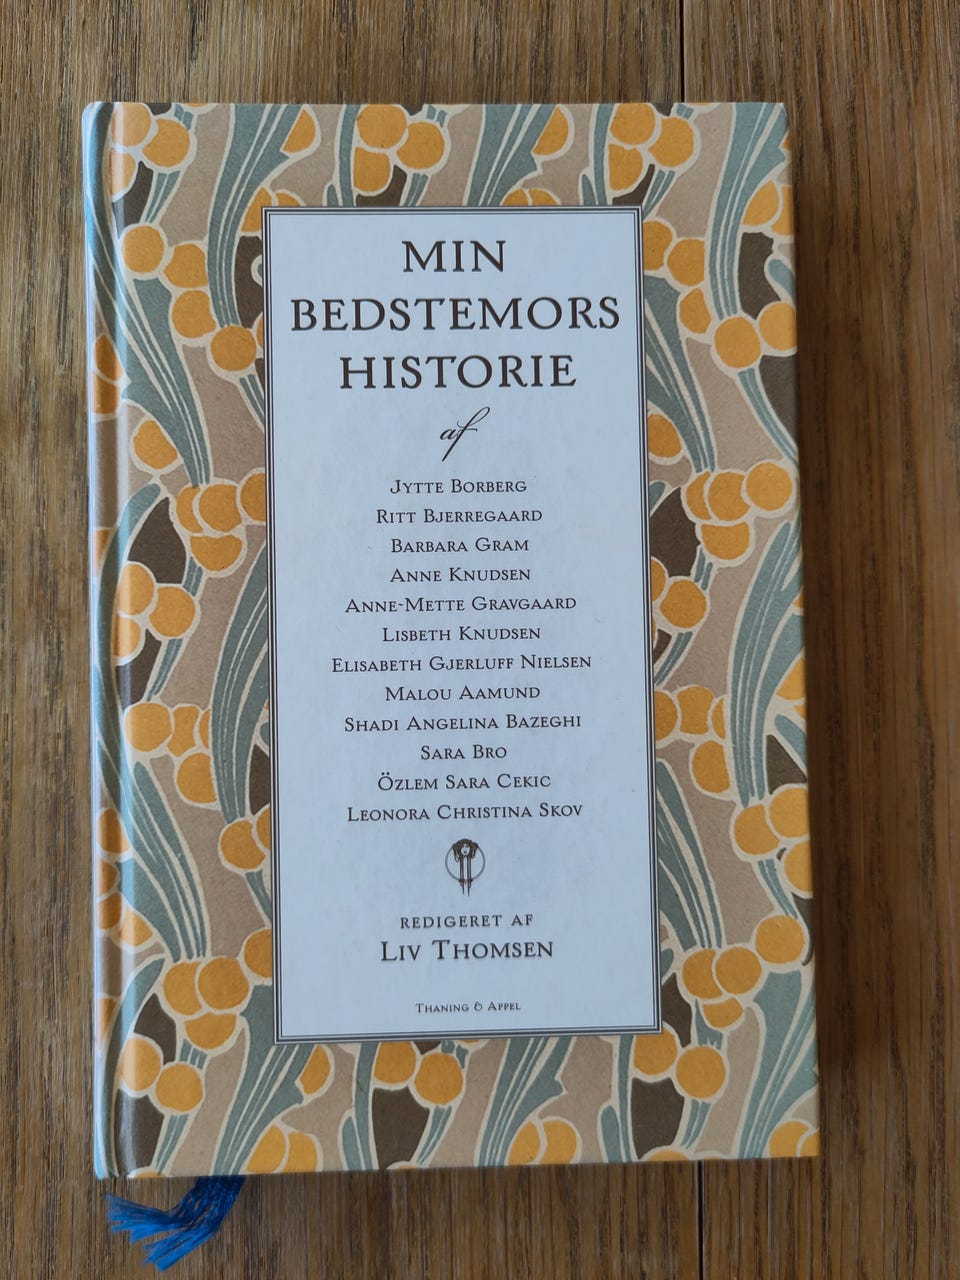 MIN
BEDSTEMORS
HISTORIE
af
JYTTE BORBERG
RITT BJERREGAARD
BARBARA GRAM
ANNE KNUDSEN
ANNE-METTE GRAVGAARD
LISBETH KNUDSEN
ELISABETH GJERLUFF NIELSEN
MALOU AAMUND
SHADI ANGELINA BAZEGHI
SARA BRO
ÖZLEM SARA CEKIC
LEONORA CHRISTINA SKOV
REDIGERET AF
LIV THOMSEN
THANING & APPEL